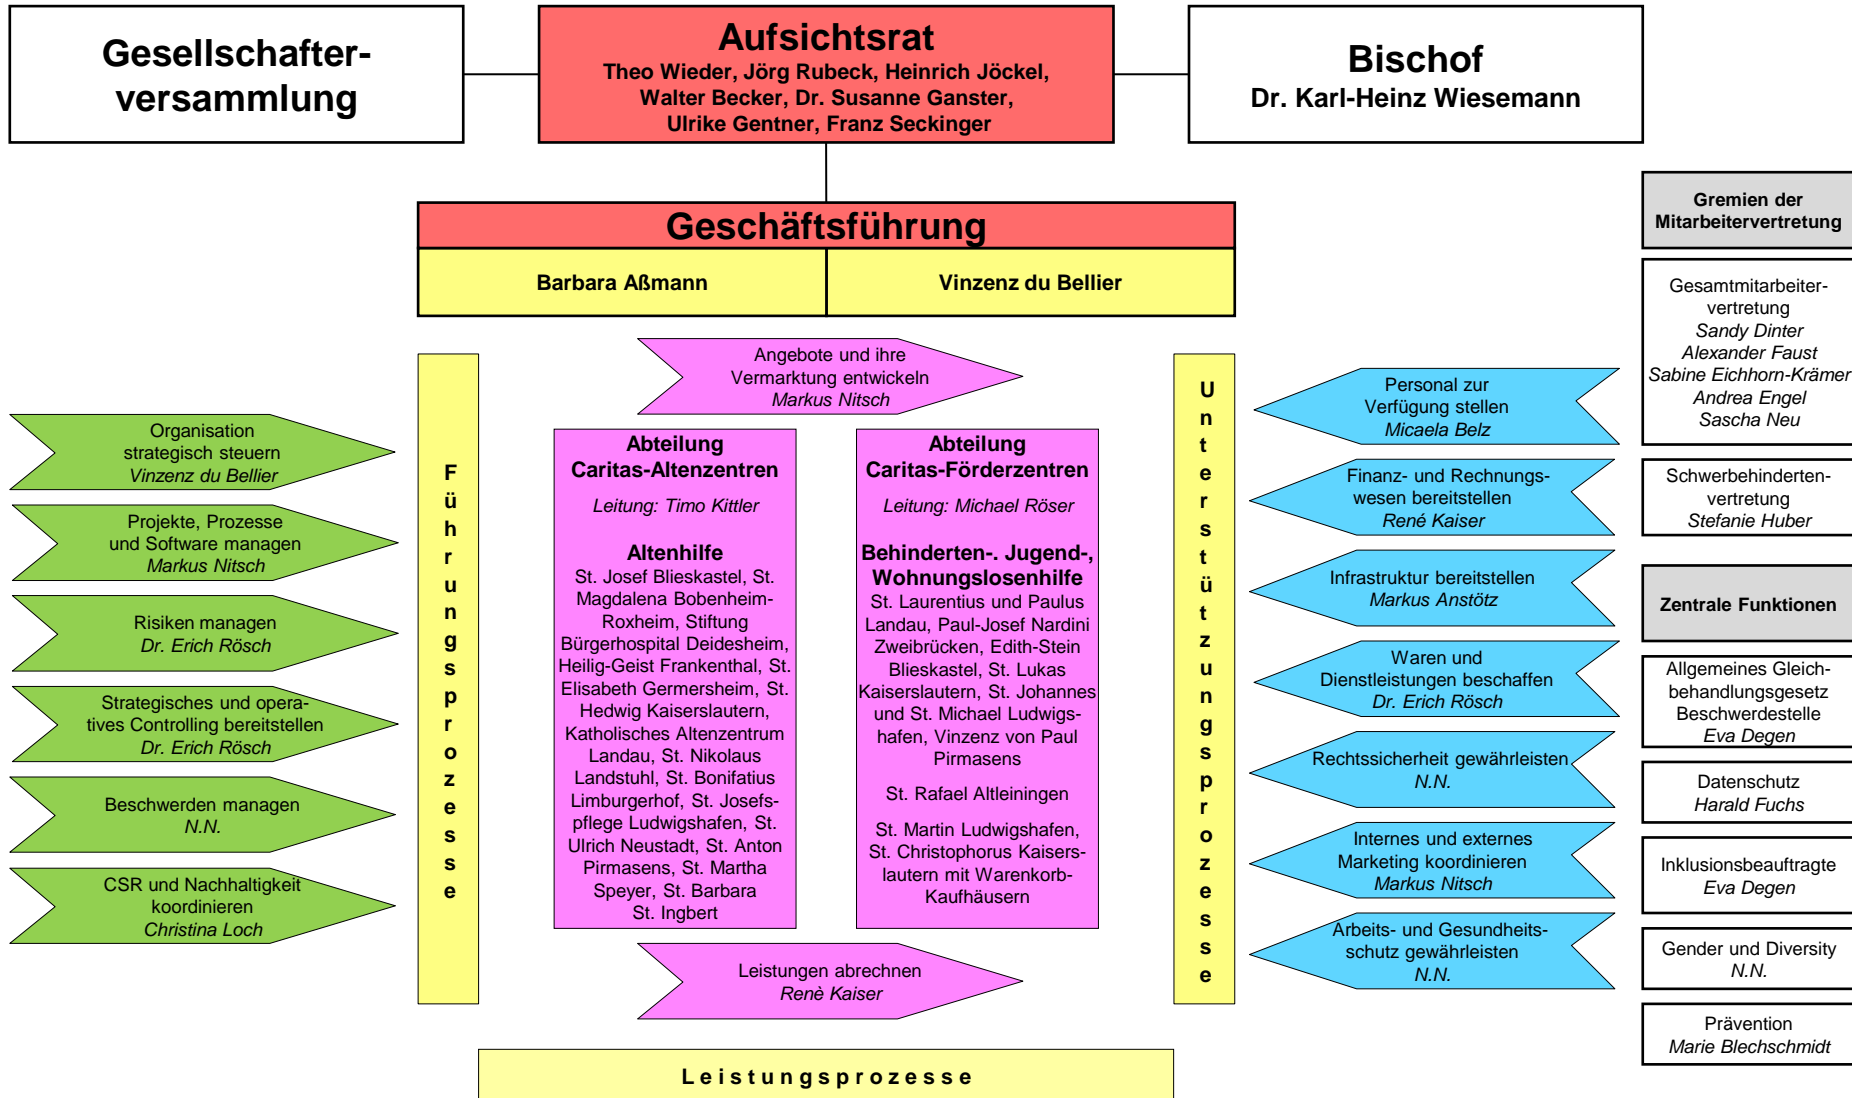 Gesellschafter-
versammlung
Aufsichtsrat
Theo Wieder, Jörg Rubeck, Heinrich Jöckel,
Walter Becker, Dr. Susanne Ganster,
Ulrike Gentner, Franz Seckinger
Bischof
Dr. Karl-Heinz Wiesemann
Geschäftsführung
Barbara Aßmann
Vinzenz du Bellier
Führungsprozesse
Organisation
strategisch steuern
Vinzenz du Bellier
Projekte, Prozesse
und Software managen
Markus Nitsch
Risiken managen
Dr. Erich Rösch
Strategisches und opera-
tives Controlling bereitstellen
Dr. Erich Rösch
Beschwerden managen
N.N.
CSR und Nachhaltigkeit
koordinieren
Christina Loch
Angebote und ihre
Vermarktung entwickeln
Markus Nitsch
Abteilung
Caritas-Altenzentren
Leitung: Timo Kittler
Altenhilfe
St. Josef Blieskastel, St.
Magdalena Bobenheim-
Roxheim, Stiftung
Bürgerhospital Deidesheim,
Heilig-Geist Frankenthal, St.
Elisabeth Germersheim, St.
Hedwig Kaiserslautern,
Katholisches Altenzentrum
Landau, St. Nikolaus
Landstuhl, St. Bonifatius
Limburgerhof, St. Josefs-
pflege Ludwigshafen, St.
Ulrich Neustadt, St. Anton
Pirmasens, St. Martha
Speyer, St. Barbara
St. Ingbert
Abteilung
Caritas-Förderzentren
Leitung: Michael Röser
Behinderten-. Jugend-,
Wohnungslosenhilfe
St. Laurentius und Paulus
Landau, Paul-Josef Nardini
Zweibrücken, Edith-Stein
Blieskastel, St. Lukas
Kaiserslautern, St. Johannes
und St. Michael Ludwigs-
hafen, Vinzenz von Paul
Pirmasens
St. Rafael Altleiningen
St. Martin Ludwigshafen,
St. Christophorus Kaisers-
lautern mit Warenkorb-
Kaufhäusern
Leistungen abrechnen
Renè Kaiser
Leistungsprozesse
Unterstützungsprozesse
Personal zur
Verfügung stellen
Micaela Belz
Finanz- und Rechnungs-
wesen bereitstellen
René Kaiser
Infrastruktur bereitstellen
Markus Anstötz
Waren und
Dienstleistungen beschaffen
Dr. Erich Rösch
Rechtssicherheit gewährleisten
N.N.
Internes und externes
Marketing koordinieren
Markus Nitsch
Arbeits- und Gesundheits-
schutz gewährleisten
N.N.
Gremien der
Mitarbeitervertretung
Gesamtmitarbeiter-
vertretung
Sandy Dinter
Alexander Faust
Sabine Eichhorn-Krämer
Andrea Engel
Sascha Neu
Schwerbehinderten-
vertretung
Stefanie Huber
Zentrale Funktionen
Allgemeines Gleich-
behandlungsgesetz
Beschwerdestelle
Eva Degen
Datenschutz
Harald Fuchs
Inklusionsbeauftragte
Eva Degen
Gender und Diversity
N.N.
Prävention
Marie Blechschmidt